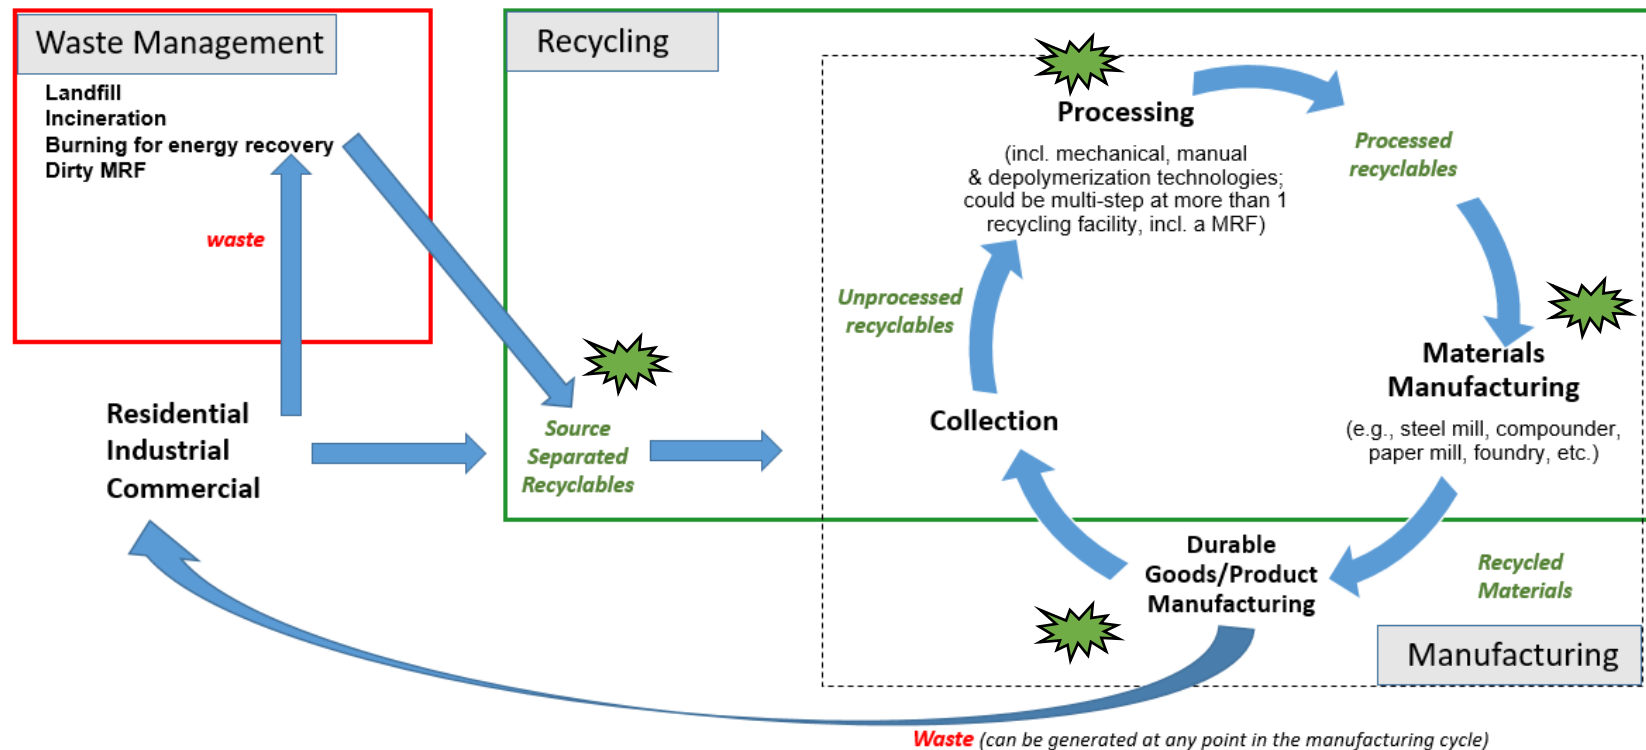 Waste Management
Landfill
Incineration
Burning for energy recovery
Dirty MRF
waste
Residential
Industrial
Commercial
Recycling
Source
Separated
Recyclables
Processing
(incl. mechanical, manual
& depolymerization technologies;
could be multi-step at more than 1
recycling facility, incl. a MRF)
Processed
recyclables
Unprocessed
recyclables
Collection
Materials
Manufacturing
(e.g., steel mill, compounder,
paper mill, foundry, etc.)
Durable
Goods/Product
Manufacturing
Recycled
Materials
Manufacturing
Waste (can be generated at any point in the manufacturing cycle)